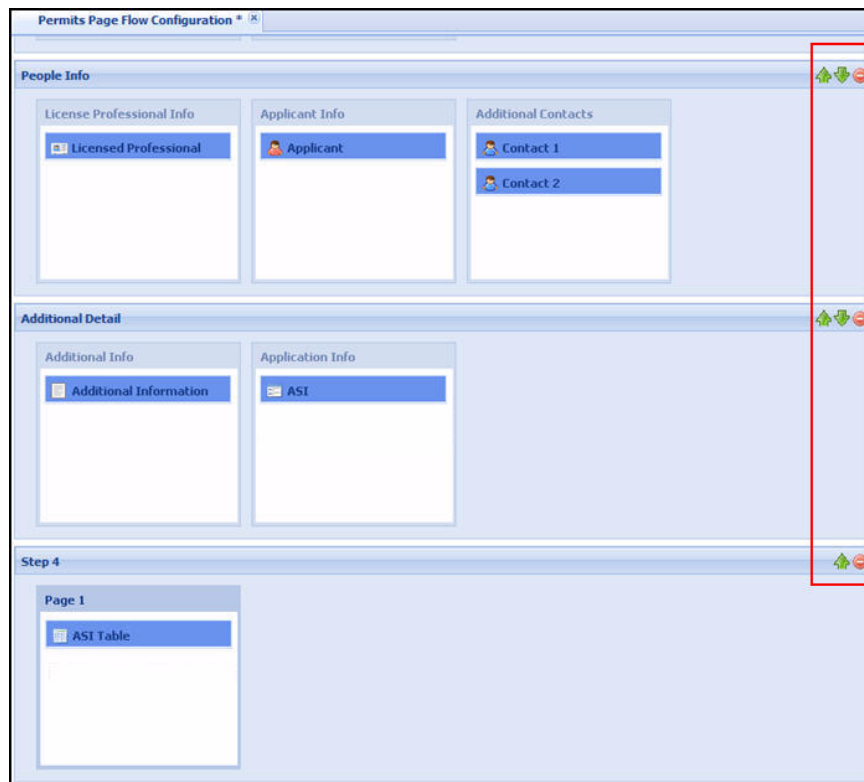 Permits Page Flow Configuration *
People Info
License Professional Info Applicant Info Additional Contacts
Licensed Professional Applicant Contact 1
Contact 2
Additional Detail
Additional Info Application Info
Additional Information ASI
Step 4
Page 1
ASI Table